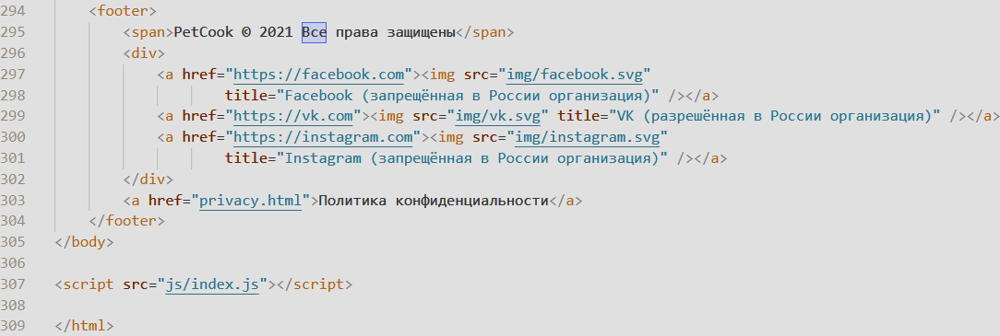 294 <footer>
295 <span>PetCook © 2021 Все права защищены</span>
296 <div>
297 <a href="https://facebook.com"><img src="img/facebook.svg"
298 title="Facebook (запрещённая в России организация)" /></a>
299 <a href="https://vk.com"><img src="img/vk.svg" title="VK (разрешённая в России организация)" /></a>
300 <a href="https://instagram.com"><img src="img/instagram.svg"
301 title="Instagram (запрещённая в России организация)" /></a>
302 </div>
303 <a href="privacy.html">Политика конфиденциальности</a>
304 </footer>
305 </body>
306
307 <script src="js/index.js"></script>
308
309 </html>